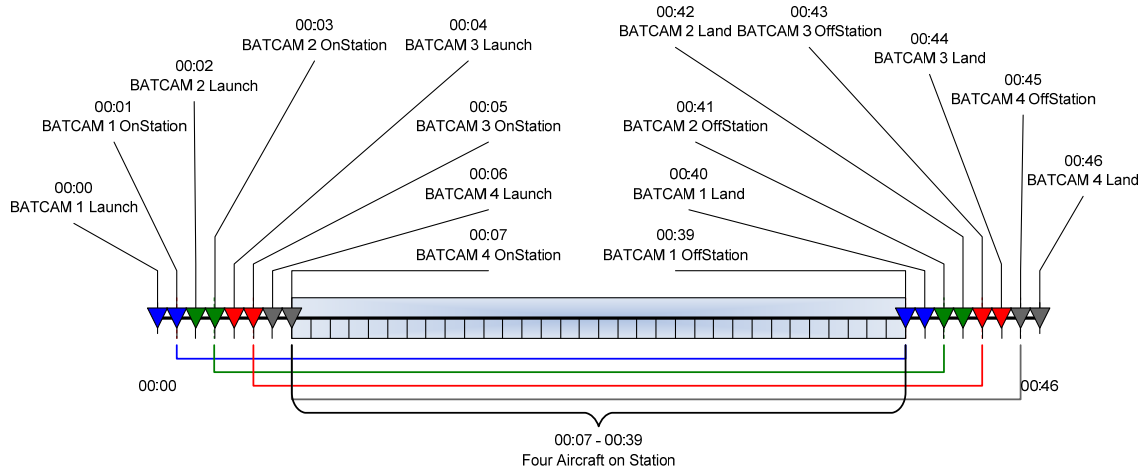 00:00
BATCAM 1 Launch
00:01
BATCAM 1 OnStation
00:02
BATCAM 2 Launch
00:03
BATCAM 2 OnStation
00:04
BATCAM 3 Launch
00:05
BATCAM 3 OnStation
00:06
BATCAM 4 Launch
00:07
BATCAM 4 OnStation
00:39
BATCAM 1 OffStation
00:40
BATCAM 1 Land
00:41
BATCAM 2 OffStation
00:42
BATCAM 2 Land
00:43
BATCAM 3 OffStation
00:44
BATCAM 3 Land
00:45
BATCAM 4 OffStation
00:46
BATCAM 4 Land
00:00
00:46
00:07 - 00:39
Four Aircraft on Station